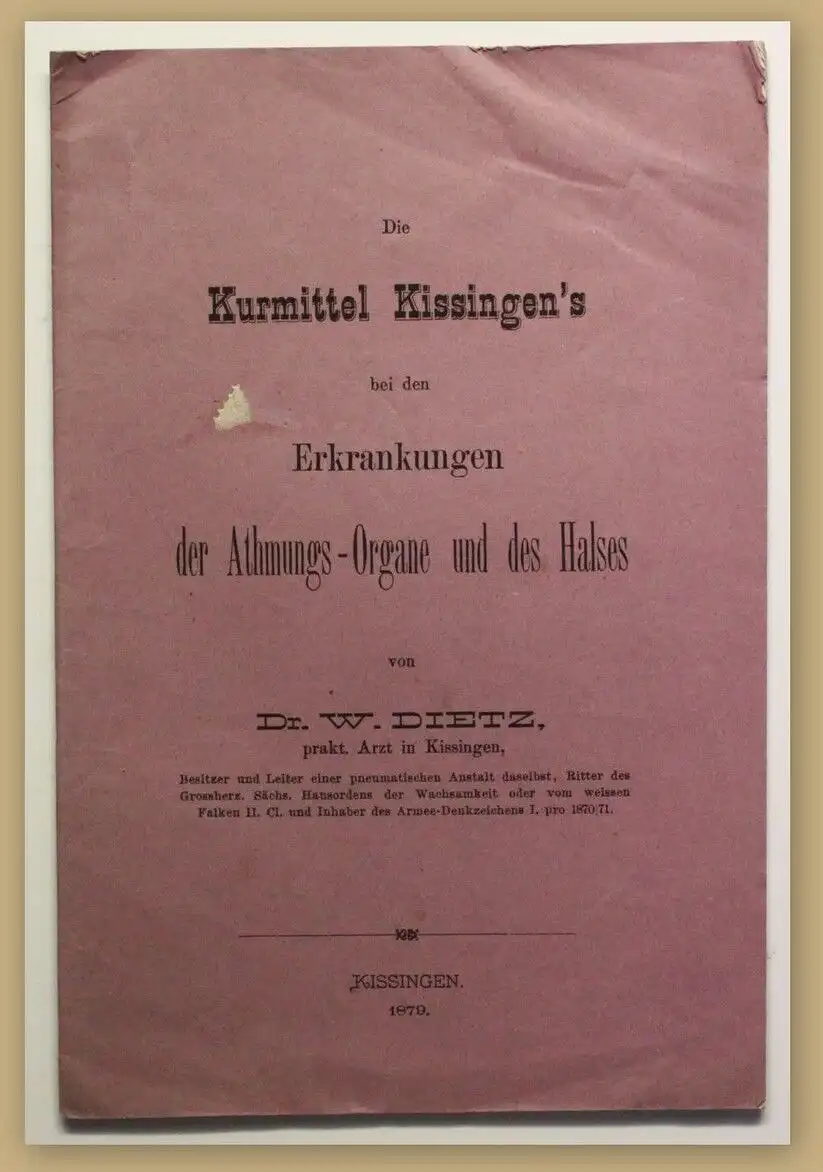 Die
Kurmittel Kissingen's
bei den
Erkrankungen
der Athmungs-Organe und des Halses
von
Dr. W. DIETZ,
prakt. Arzt in Kissingen,
Besitzer und Leiter einer pneumatischen Anstalt daselbst, Ritter des
Grossherz. Sächs. Hausordens der Wachsamkeit oder vom weissen
Falken II. Cl. und Inhaber des Armee-Denkzeichens I. pro 1870/71.
KISSINGEN.
1879.